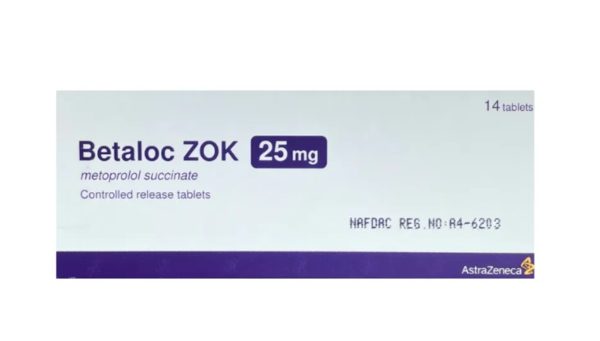 14 tablets
Betaloc ZOK 25 mg
metoprolol succinate
Controlled release tablets
NAFDAC REG.NO:A4-6203
AstraZeneca